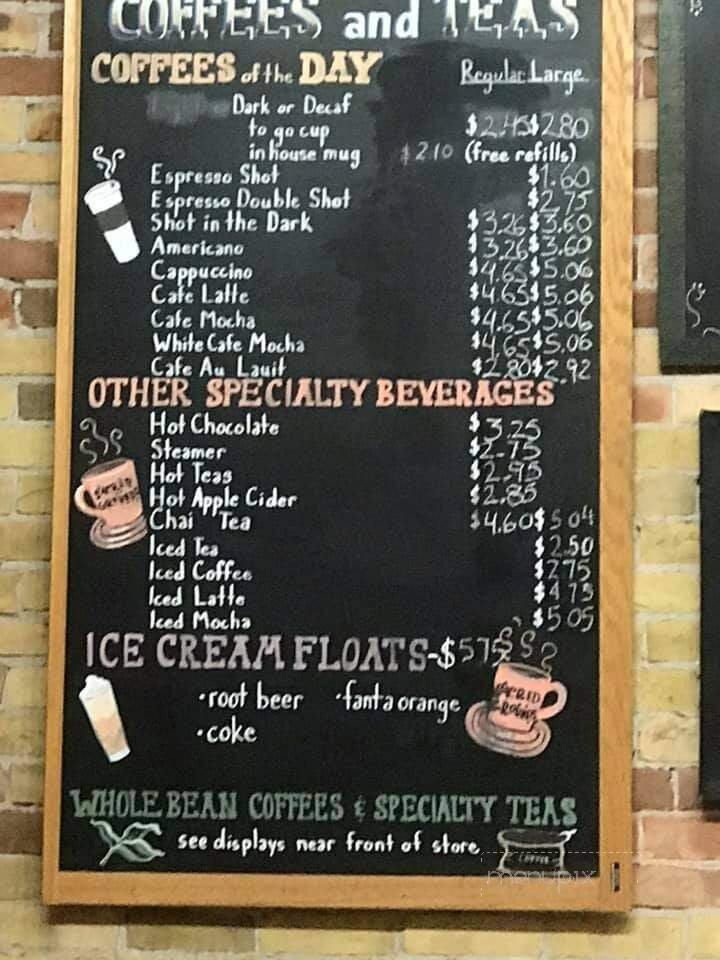 COFFEES and TEAS
COFFEES of the DAY Regular Large
Dark or Decaf
to go cup $2.45 $2.80
in house mug $2.10 (free refills)
Espresso Shot $1.60
Espresso Double Shot $2.75
Shot in the Dark $3.26 $3.60
Americano $3.26 $3.60
Cappuccino $4.65 $5.06
Cafe Latte $4.65 $5.06
Cafe Mocha $4.65 $5.06
White Cafe Mocha $4.65 $5.06
Cafe Au Lauit $2.80 $2.92
OTHER SPECIALTY BEVERAGES
Hot Chocolate $3.25
Steamer $2.75
Hot Teas $2.95
Hot Apple Cider $2.85
Chai Tea $4.60 $5.04
Iced Tea $2.50
Iced Coffee $2.75
Iced Latte $4.75
Iced Mocha $5.05
ICE CREAM FLOATS-$575
·root beer ·fanta orange
·coke
WHOLE BEAN COFFEES & SPECIALTY TEAS
see displays near front of store
COFFEE
menupix